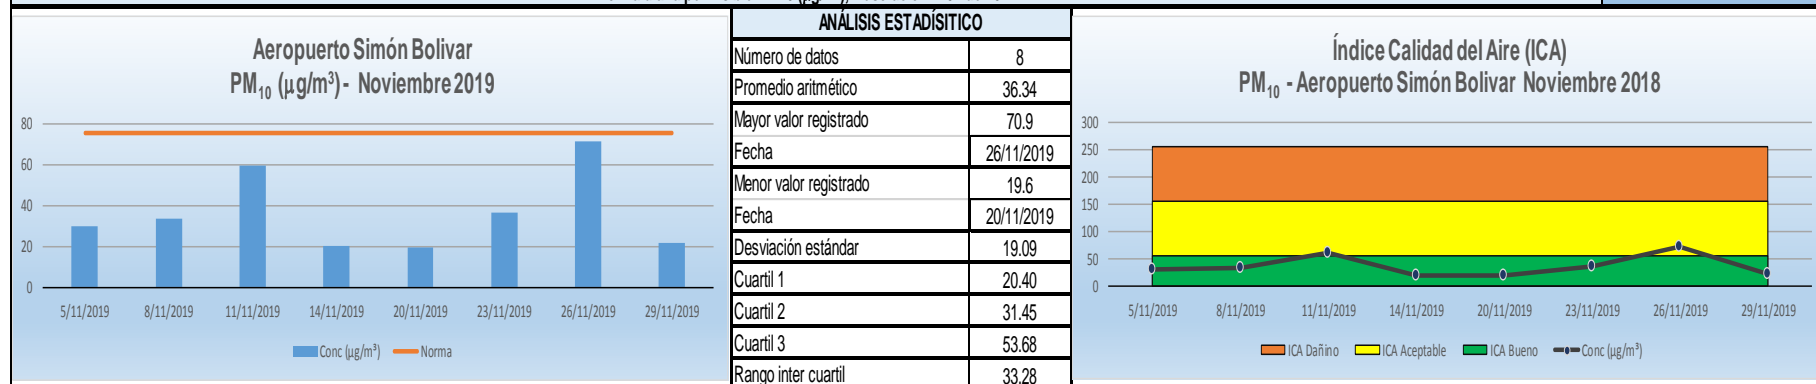 Aeropuerto Simón Bolivar
PM₁₀ (µg/m³) - Noviembre 2019
80
60
40
20
0
5/11/2019 8/11/2019 11/11/2019 14/11/2019 20/11/2019 23/11/2019 26/11/2019 29/11/2019
Conc (µg/m³) Norma
ANÁLISIS ESTADÍSITICO
Número de datos 8
Promedio aritmético 36.34
Mayor valor registrado 70.9
Fecha 26/11/2019
Menor valor registrado 19.6
Fecha 20/11/2019
Desviación estándar 19.09
Cuartil 1 20.40
Cuartil 2 31.45
Cuartil 3 53.68
Rango inter cuartil 33.28
Índice Calidad del Aire (ICA)
PM₁₀ - Aeropuerto Simón Bolivar Noviembre 2018
300
250
200
150
100
50
0
5/11/2019 8/11/2019 11/11/2019 14/11/2019 20/11/2019 23/11/2019 26/11/2019 29/11/2019
ICA Dañino ICA Aceptable ICA Bueno Conc (µg/m³)